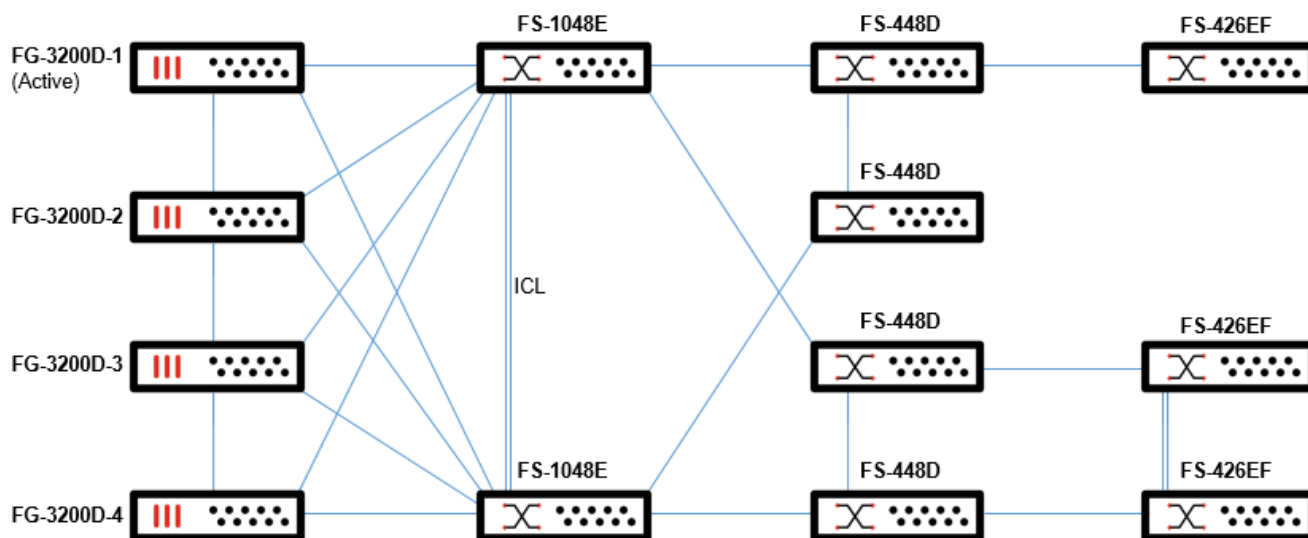 FS-1048E
FS-448D
FS-426EF
FG-3200D-1
(Active)
FS-448D
FG-3200D-2
ICL
FS-448D
FS-426EF
FG-3200D-3
FS-1048E
FS-448D
FS-426EF
FG-3200D-4